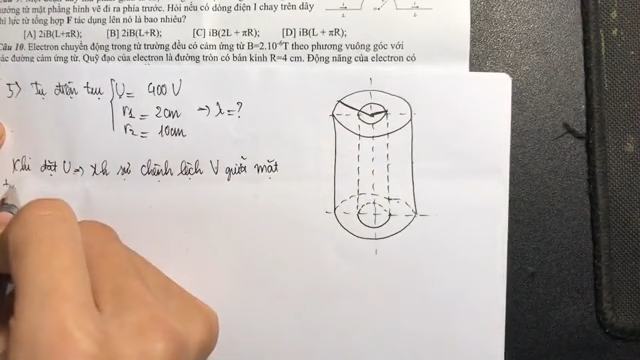 hướng từ mặt phẳng hình vẽ đi ra phía trước. Hỏi nếu có dòng điện I chạy trên dây
thì lực từ tổng hợp F tác dụng lên nó là bao nhiêu?
[A] 2iB(L+πR); [B] 2iB(L+R); [C] iB(2L + πR); [D] iB(L + πR);
Câu 10. Electron chuyển động trong từ trường đều có cảm ứng từ B=2.10⁻⁶T theo phương vuông góc với
các đường cảm ứng từ. Quỹ đạo của electron là đường tròn có bán kính R=4 cm. Động năng của electron có
5) Tụ điện trụ U = 400 V
r1 = 2cm → λ = ?
r2 = 10cm
Khi đặt U ⇒ xh sự chênh lệch V giữa mặt